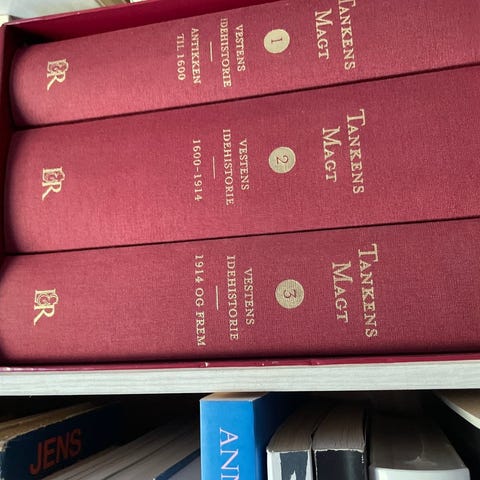 TANKENS
MAGT
1
VESTENS
IDEHISTORIE
ANTIKKEN
TIL 1600
TANKENS
MAGT
2
VESTENS
IDEHISTORIE
1600-1914
TANKENS
MAGT
3
VESTENS
IDEHISTORIE
1914 OG FREM
JENS